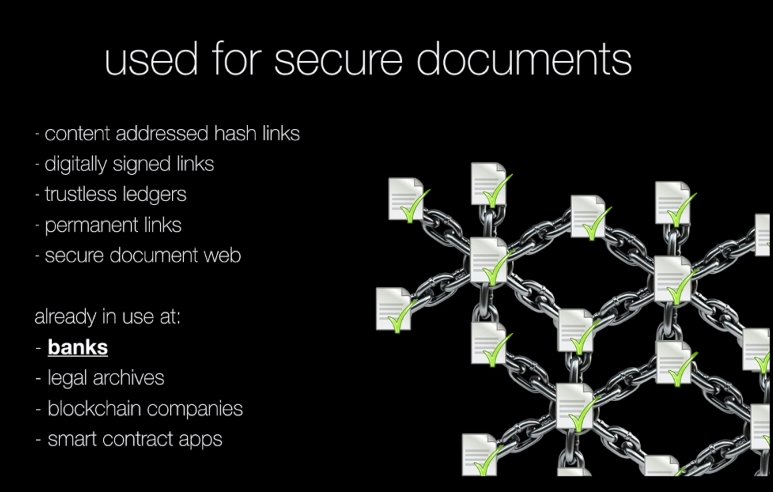 used for secure documents
- content addressed hash links
- digitally signed links
- trustless ledgers
- permanent links
- secure document web
already in use at:
- banks
- legal archives
- blockchain companies
- smart contract apps